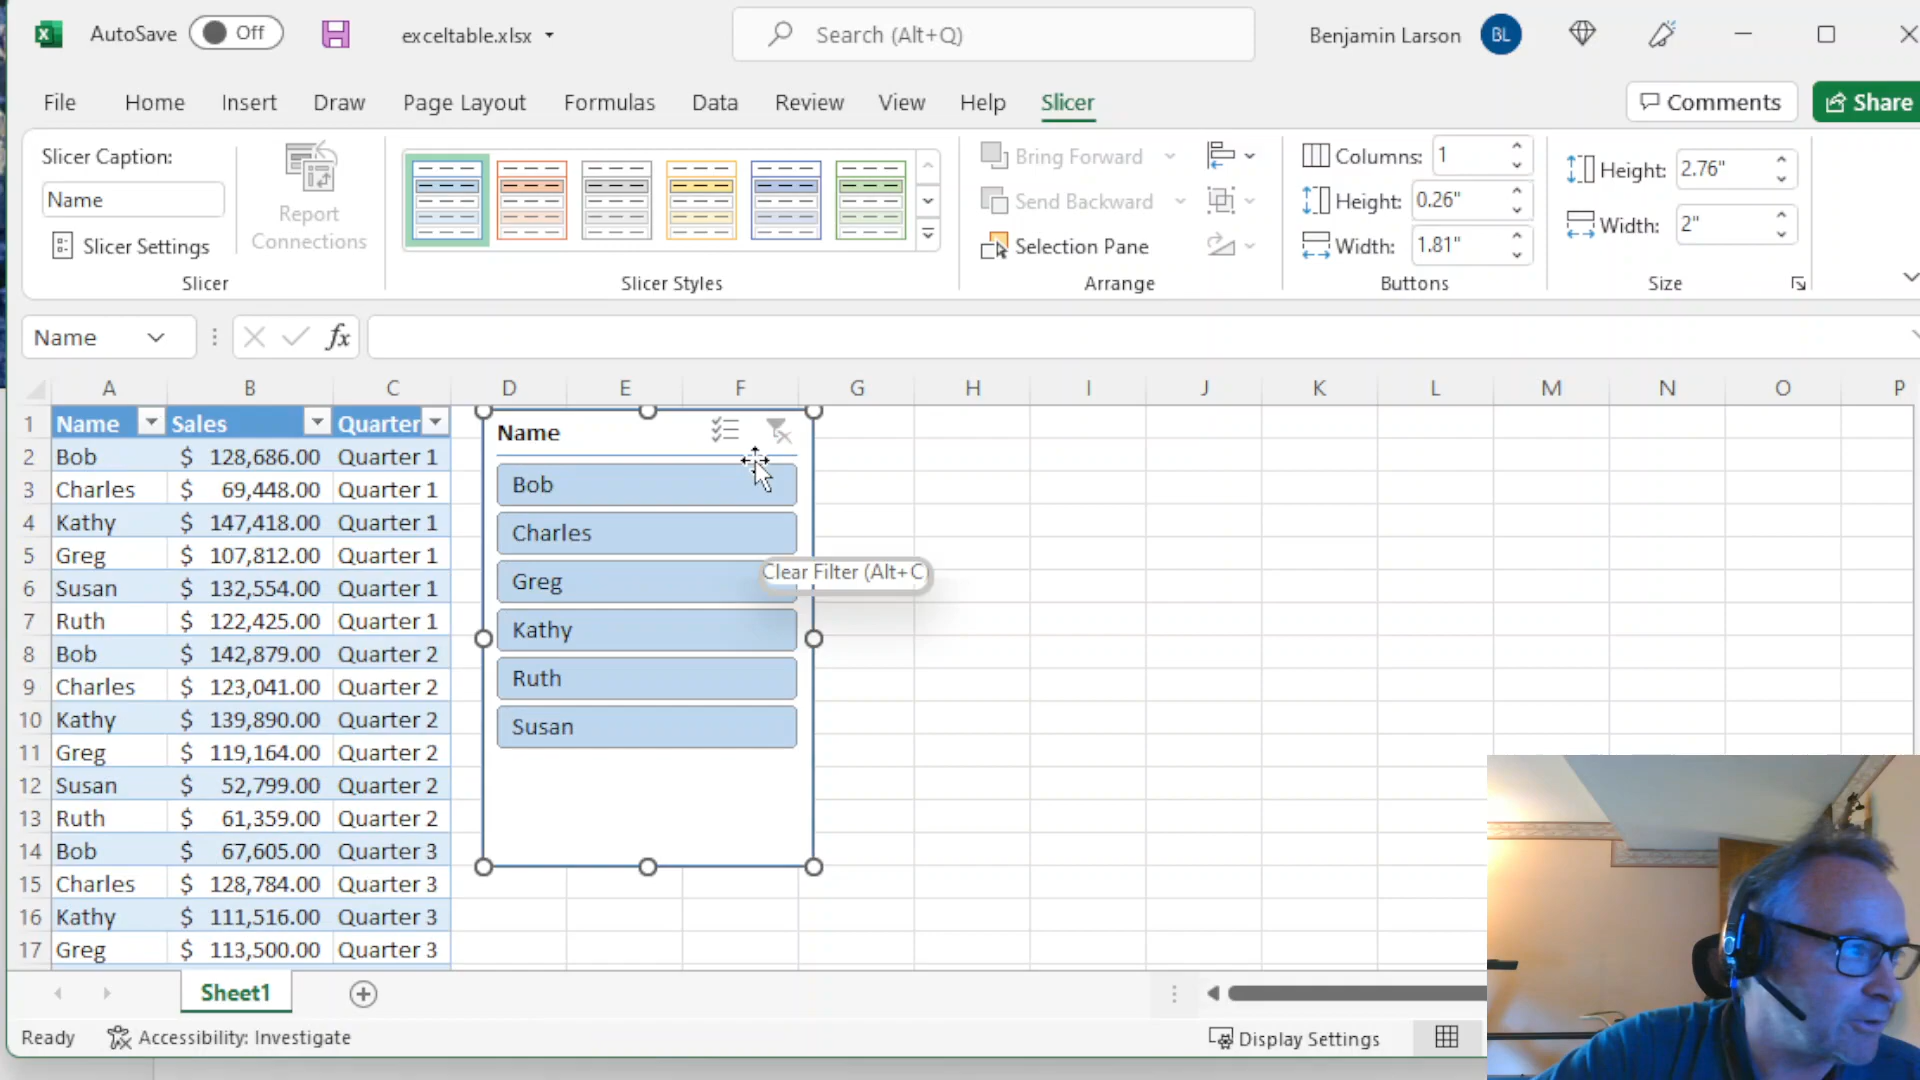 AutoSave Off exceltable.xlsx Search (Alt+Q) Benjamin Larson BL
File Home Insert Draw Page Layout Formulas Data Review View Help Slicer Comments Share
Slicer Caption:
Name
Slicer Settings
Report
Connections
Slicer
Slicer Styles
Bring Forward
Send Backward
Selection Pane
Arrange
Columns: 1
Height: 0.26"
Width: 1.81"
Buttons
Height: 2.76"
Width: 2"
Size
Name fx
A B C D E F G H I J K L M N O P
1 Name Sales Quarter
2 Bob $ 128,686.00 Quarter 1
3 Charles $ 69,448.00 Quarter 1
4 Kathy $ 147,418.00 Quarter 1
5 Greg $ 107,812.00 Quarter 1
6 Susan $ 132,554.00 Quarter 1
7 Ruth $ 122,425.00 Quarter 1
8 Bob $ 142,879.00 Quarter 2
9 Charles $ 123,041.00 Quarter 2
10 Kathy $ 139,890.00 Quarter 2
11 Greg $ 119,164.00 Quarter 2
12 Susan $ 52,799.00 Quarter 2
13 Ruth $ 61,359.00 Quarter 2
14 Bob $ 67,605.00 Quarter 3
15 Charles $ 128,784.00 Quarter 3
16 Kathy $ 111,516.00 Quarter 3
17 Greg $ 113,500.00 Quarter 3
Name
Bob
Charles
Greg
Kathy
Ruth
Susan
Clear Filter (Alt+C)
Sheet1
Ready Accessibility: Investigate Display Settings